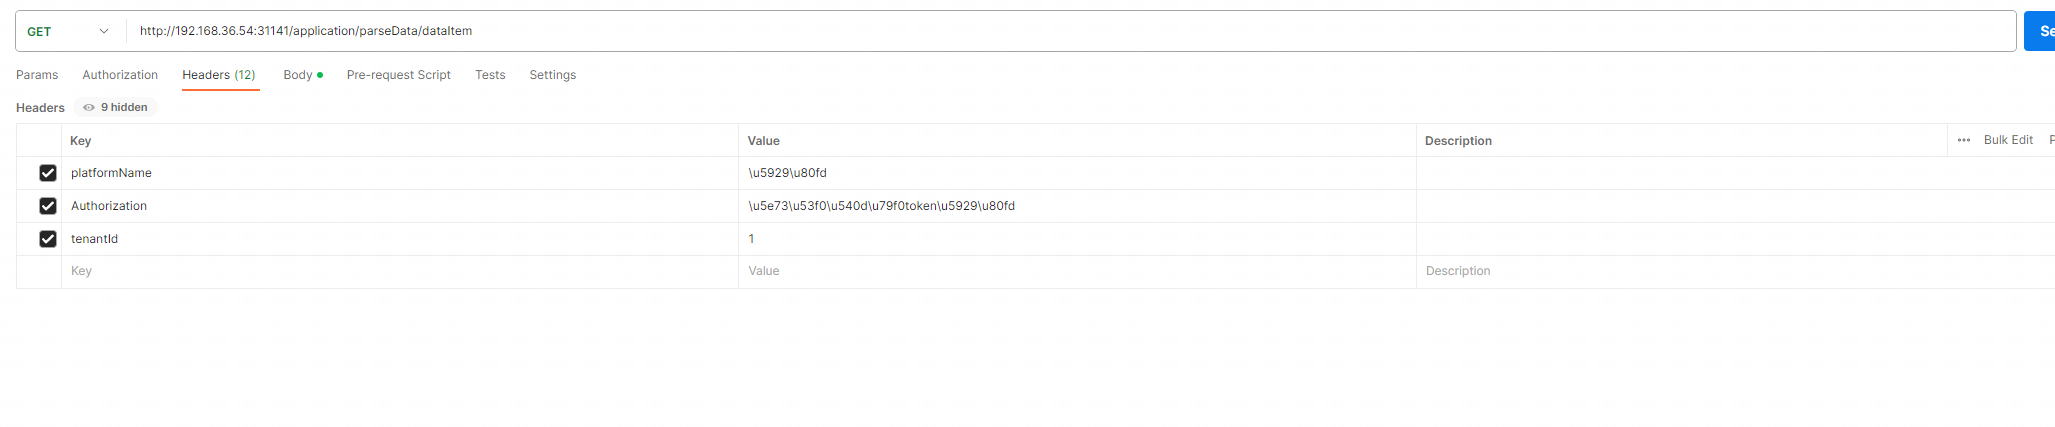 GET http://192.168.36.54:31141/application/parseData/dataItem Se
Params Authorization Headers (12) Body Pre-request Script Tests Settings
Headers 9 hidden
Key Value Description ••• Bulk Edit P
platformName \u5929\u80fd
Authorization \u5e73\u53f0\u540d\u79f0token\u5929\u80fd
tenantId 1
Key Value Description